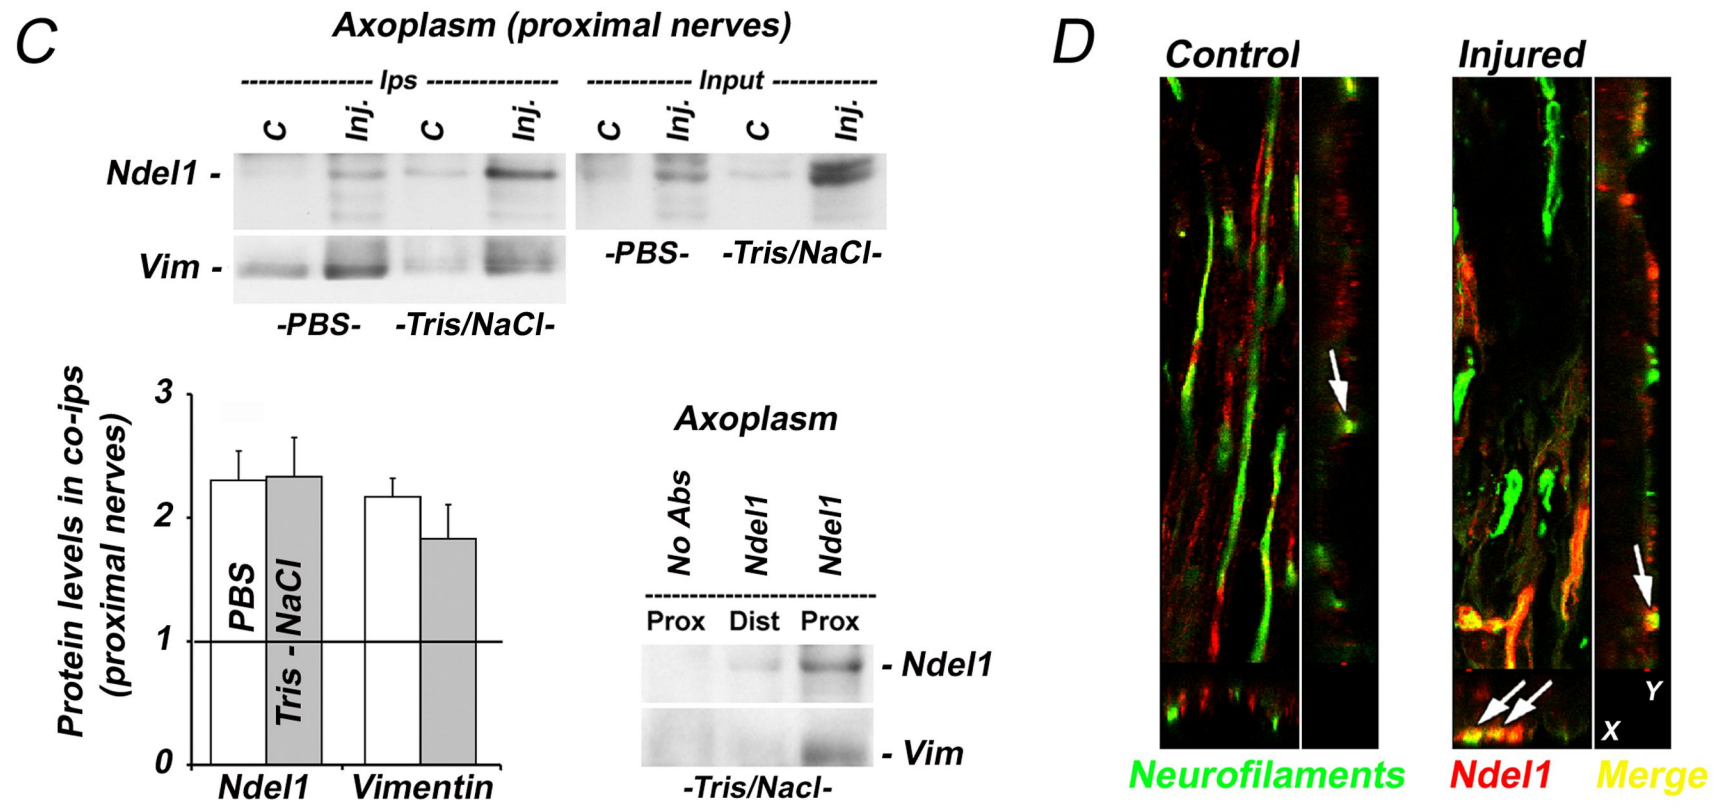 C
Axoplasm (proximal nerves)
--------------- Ips ---------------
------------ Input ------------
C Inj. C Inj. C Inj. C Inj.
Ndel1 -
Vim -
-PBS- -Tris/NaCl-
-PBS- -Tris/NaCl-
Protein levels in co-ips
(proximal nerves)
3
2
1
0
PBS
Tris - NaCl
Ndel1 Vimentin
Axoplasm
No Abs Ndel1 Ndel1
Prox Dist Prox
- Ndel1
- Vim
-Tris/Nacl-
D
Control Injured
Y
X
Neurofilaments Ndel1 Merge